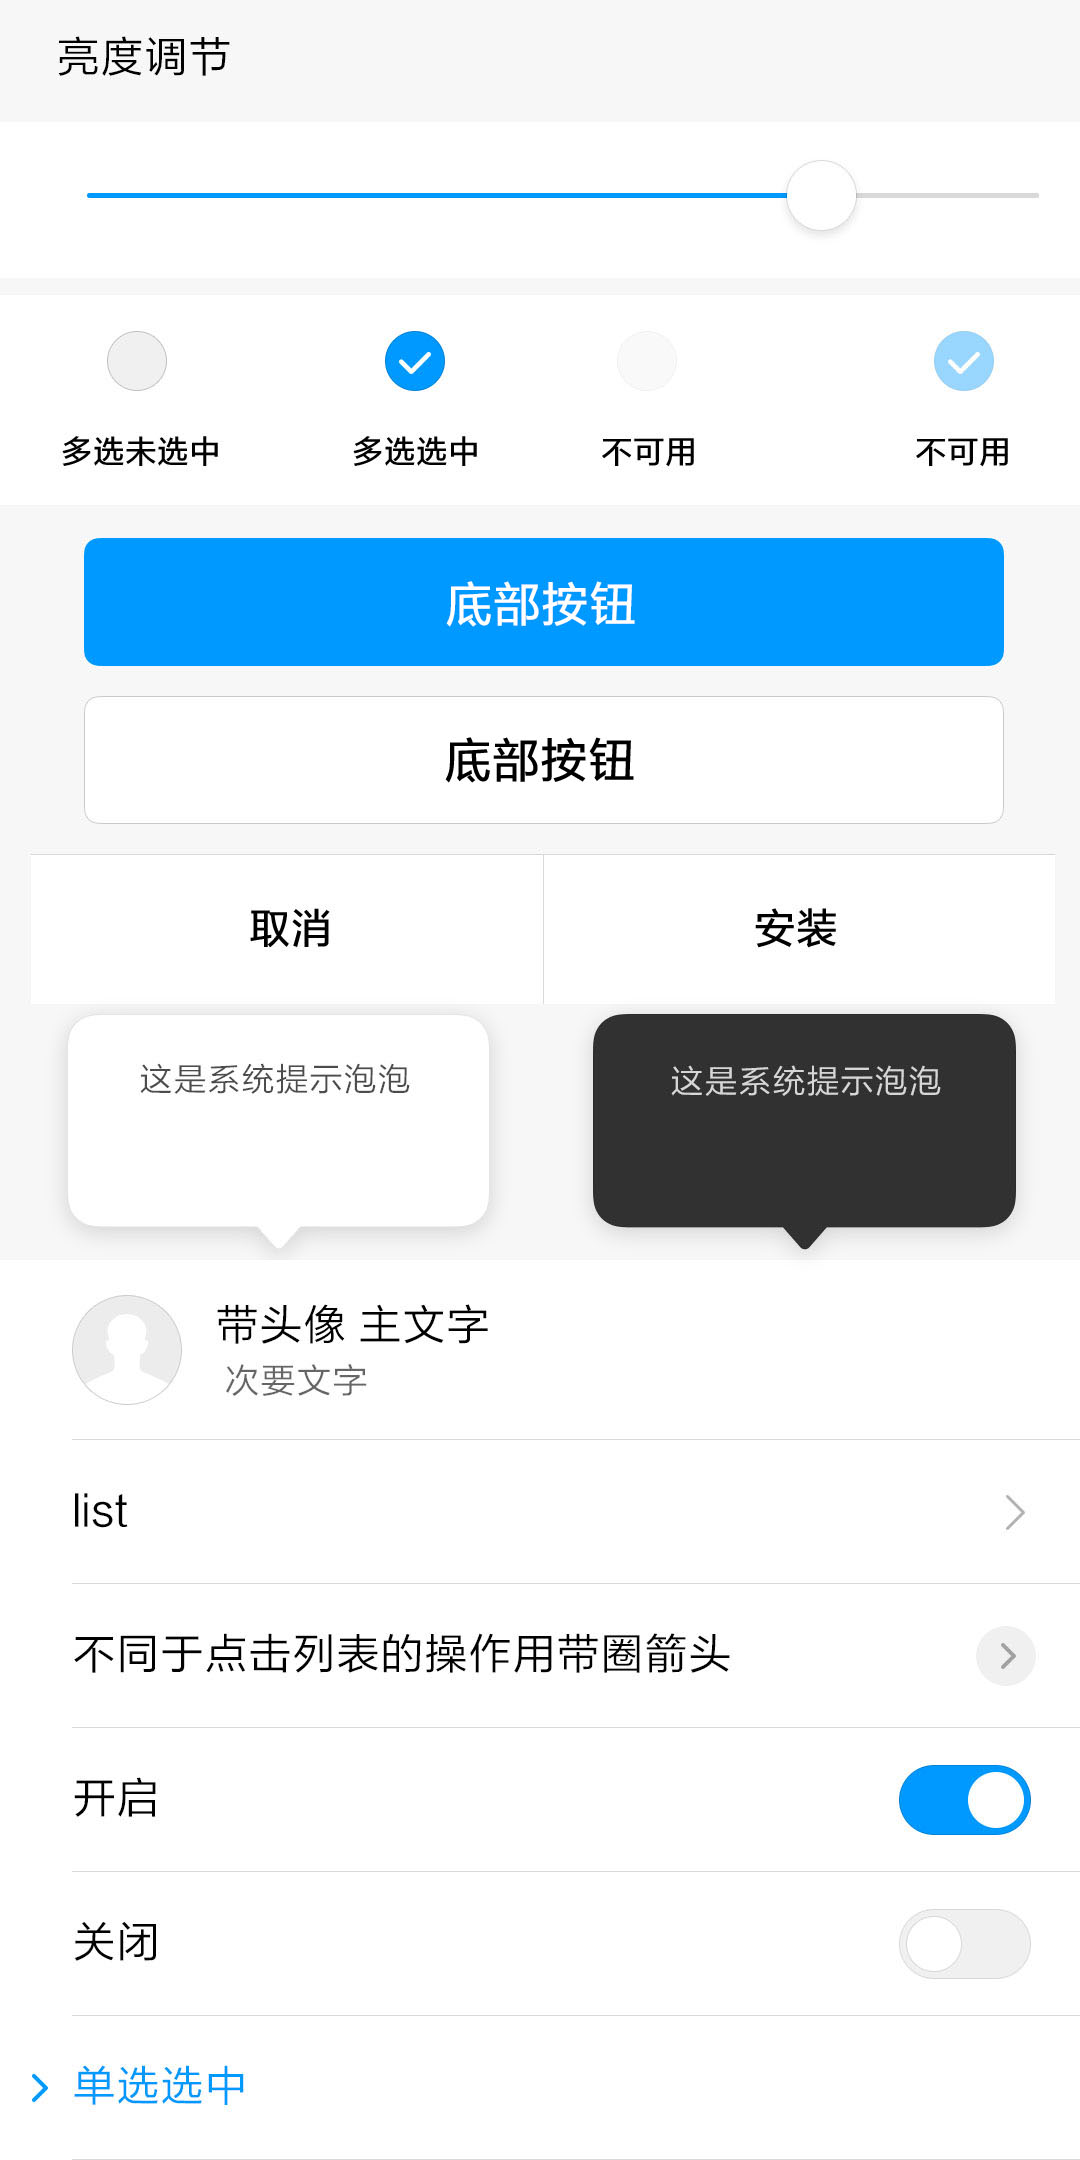 亮度调节
多选未选中 多选选中 不可用 不可用
底部按钮
底部按钮
取消 安装
这是系统提示泡泡 这是系统提示泡泡
带头像 主文字
次要文字
list
不同于点击列表的操作用带圈箭头
开启
关闭
单选选中